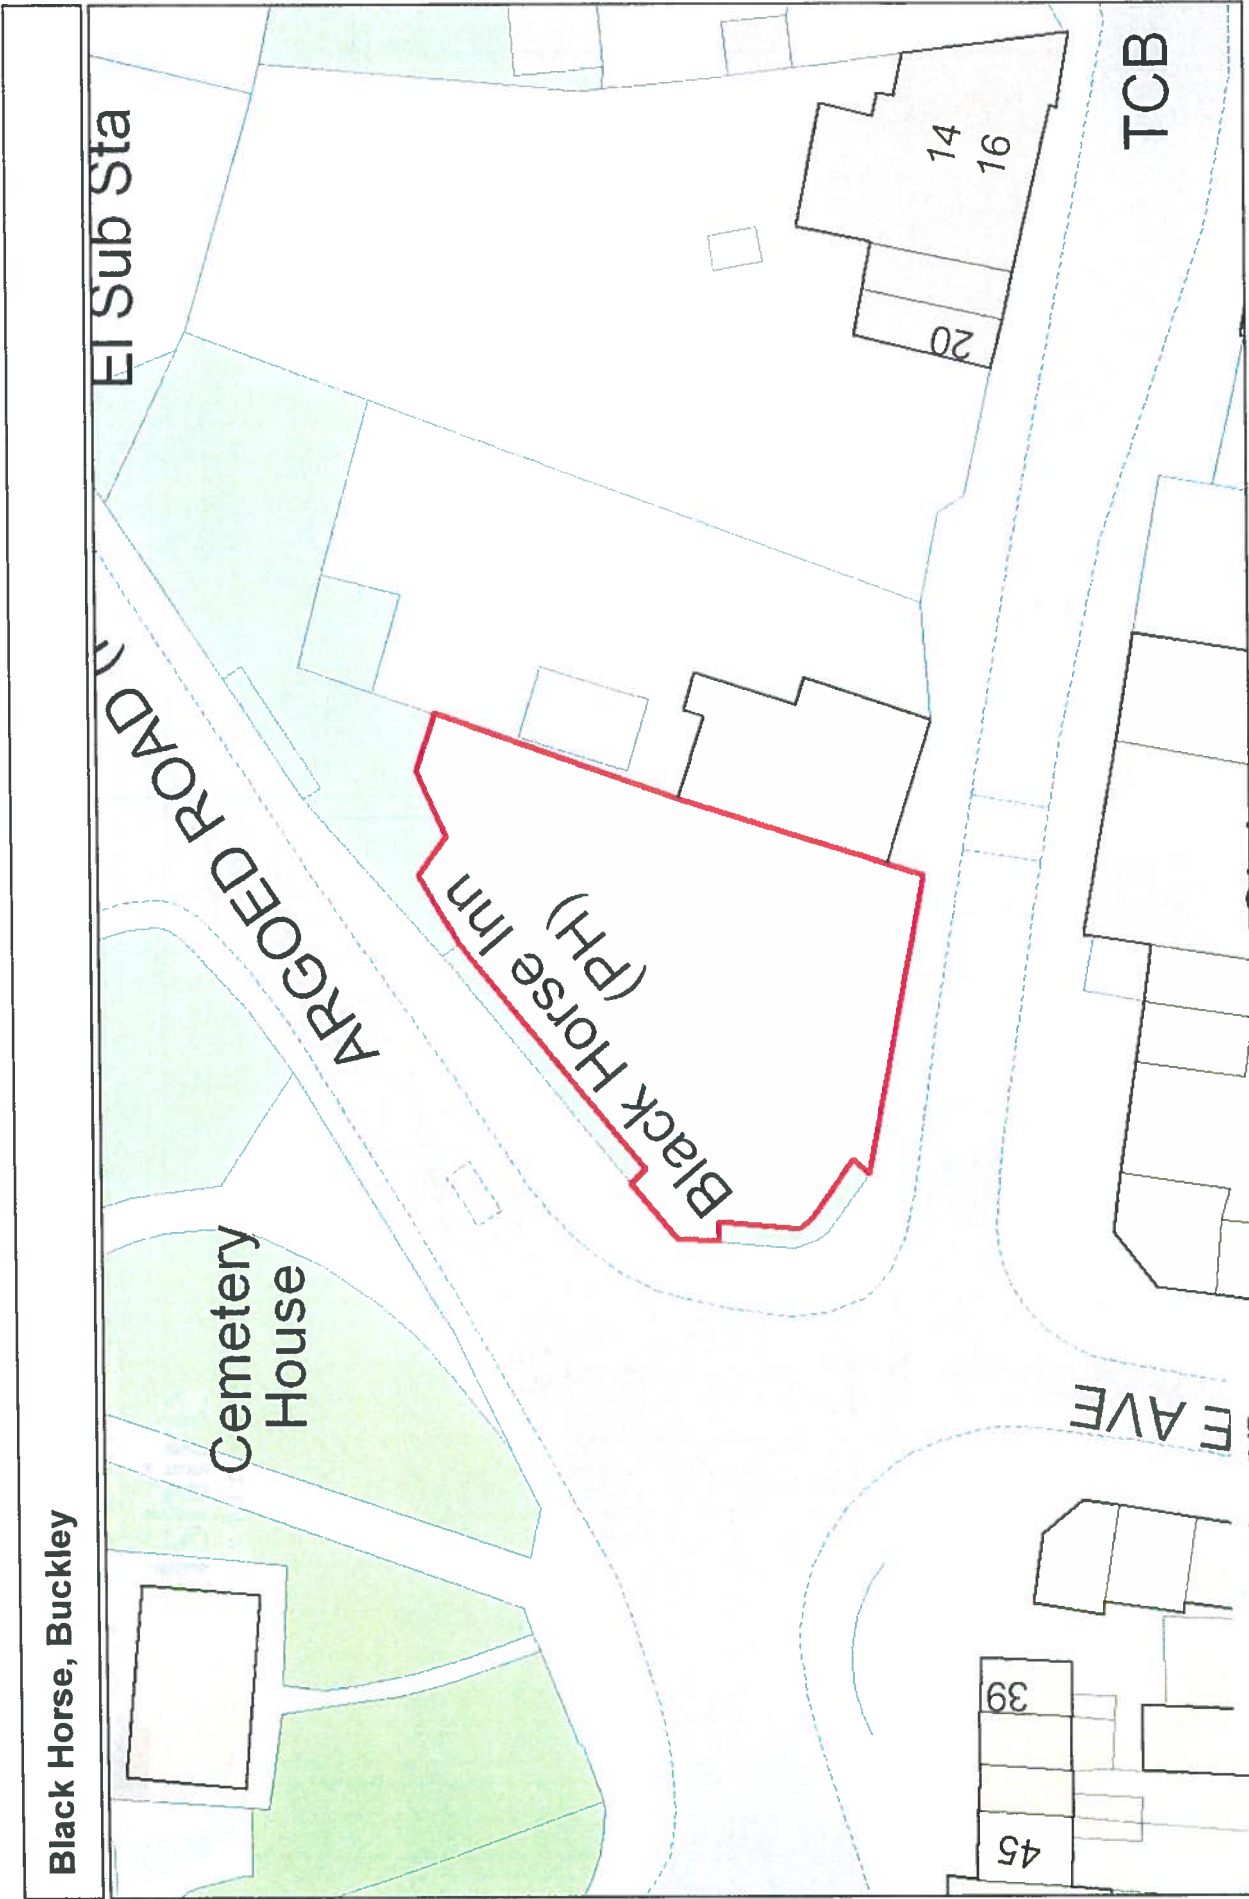 Black Horse, Buckley
El Sub Sta
ARGOED ROAD (
Cemetery
House
Black Horse Inn
(PH)
14
16
20
TCB
E AVE
39
45